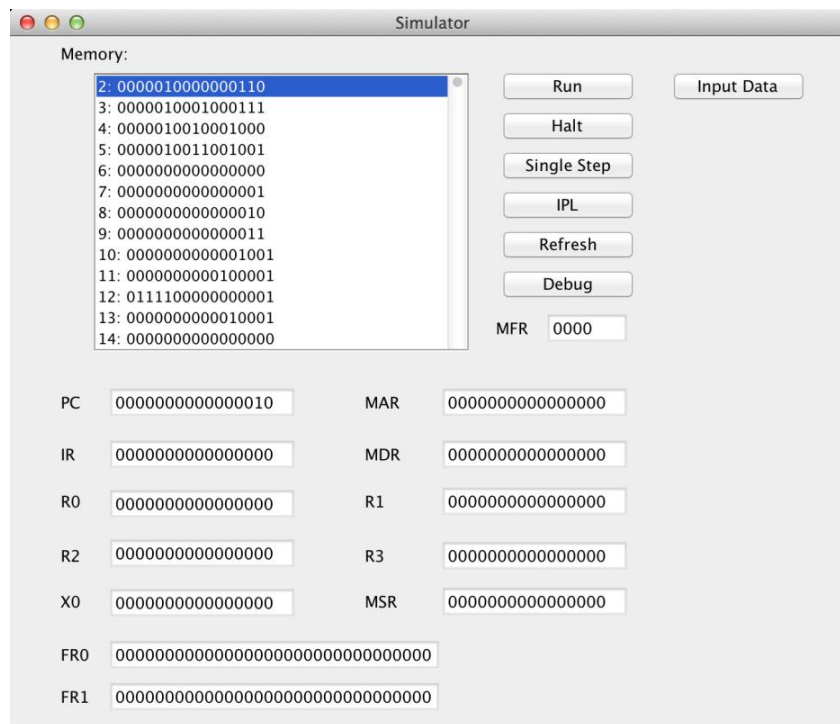 Simulator
Memory:
2: 0000010000000110
3: 0000010001000111
4: 0000010010001000
5: 0000010011001001
6: 0000000000000000
7: 0000000000000001
8: 0000000000000010
9: 0000000000000011
10: 0000000000001001
11: 0000000000100001
12: 0111100000000001
13: 0000000000010001
14: 0000000000000000
Run Input Data
Halt
Single Step
IPL
Refresh
Debug
MFR 0000
PC 0000000000000010 MAR 0000000000000000
IR 0000000000000000 MDR 0000000000000000
R0 0000000000000000 R1 0000000000000000
R2 0000000000000000 R3 0000000000000000
X0 0000000000000000 MSR 0000000000000000
FR0 00000000000000000000000000000000
FR1 00000000000000000000000000000000